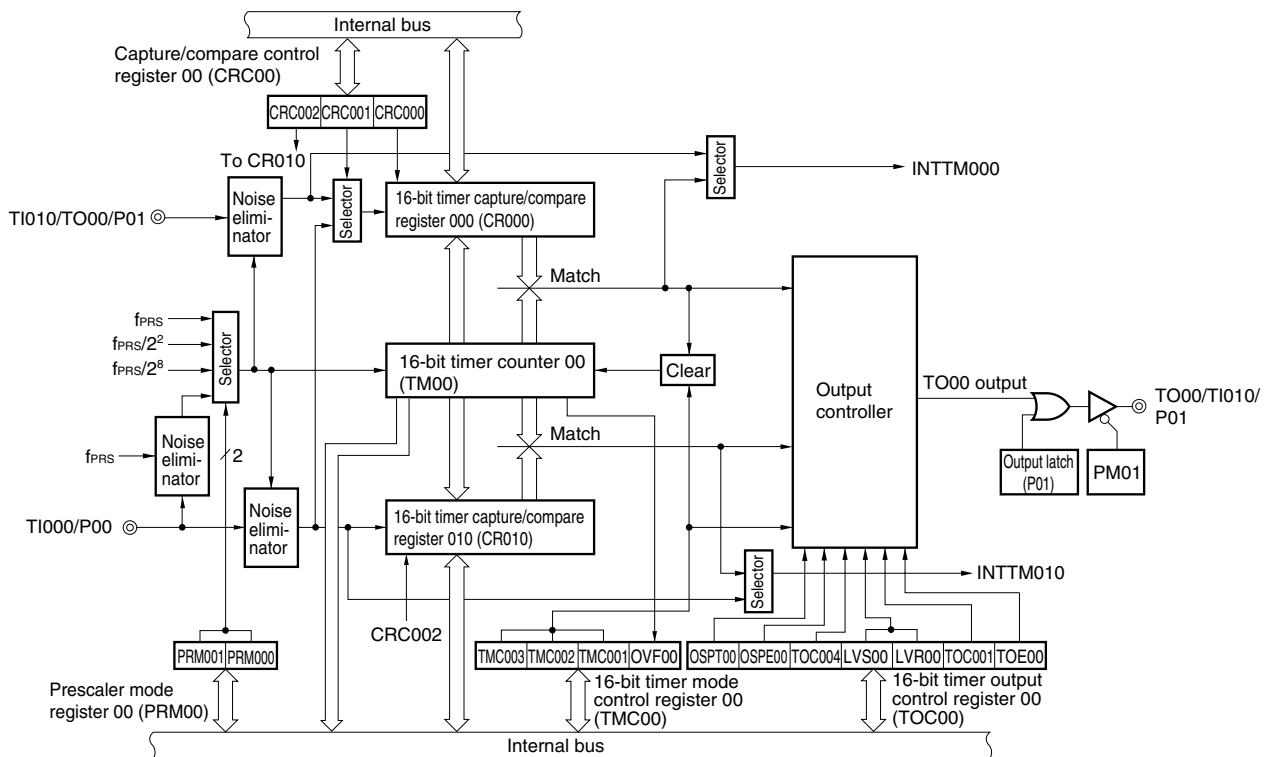 Internal bus
Capture/compare control
register 00 (CRC00)
CRC002 CRC001 CRC000
To CR010
Selector
INTTM000
TI010/TO00/P01
Noise
elimi-
nator
Selector
16-bit timer capture/compare
register 000 (CR000)
Match
fPRS
fPRS/2²
fPRS/2⁸
Selector
16-bit timer counter 00
(TM00)
Clear
Output
controller
TO00 output
TO00/TI010/
P01
Output latch
(P01)
PM01
fPRS
Noise
elimi-
nator
2
Match
TI000/P00
Noise
elimi-
nator
16-bit timer capture/compare
register 010 (CR010)
Selector
INTTM010
CRC002
PRM001 PRM000
TMC003 TMC002 TMC001 OVF00
OSPT00 OSPE00 TOC004 LVS00 LVR00 TOC001 TOE00
Prescaler mode
register 00 (PRM00)
16-bit timer mode
control register 00
(TMC00)
16-bit timer output
control register 00
(TOC00)
Internal bus